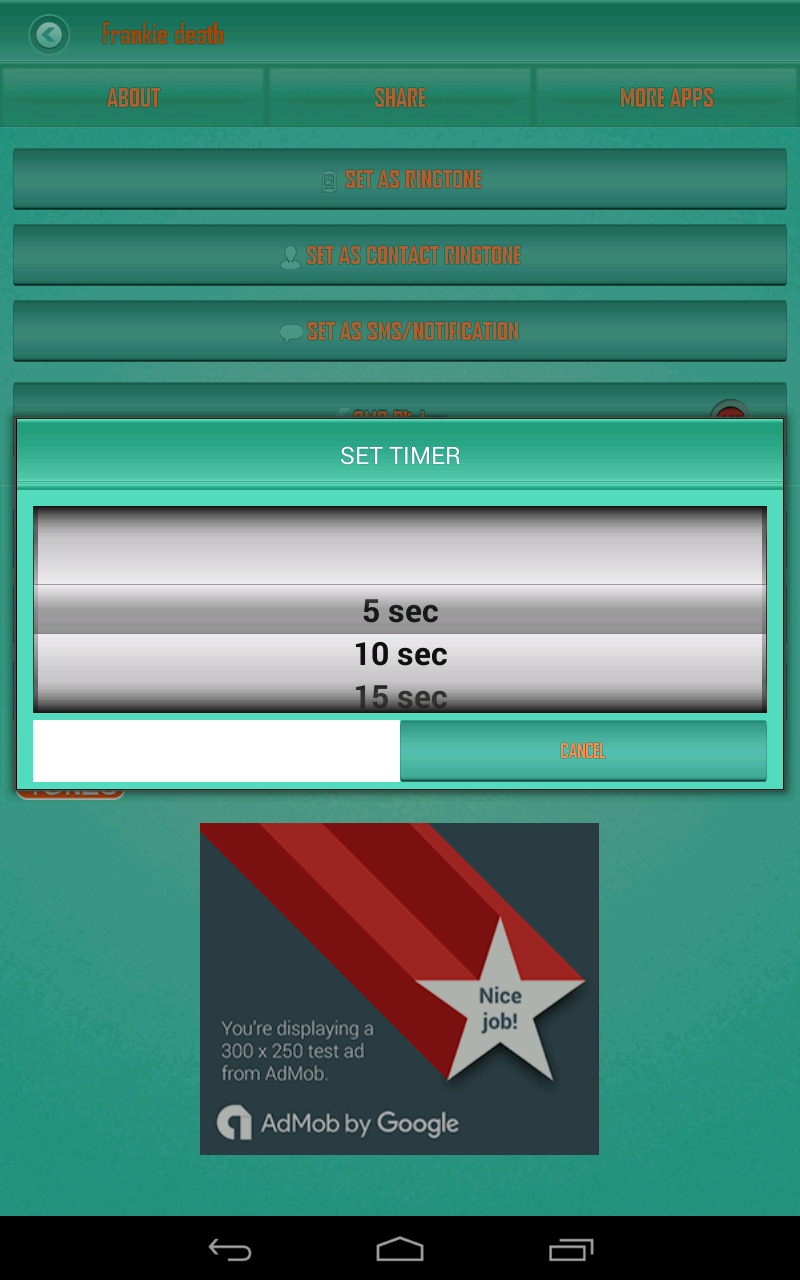 Frankie death
ABOUT
SHARE
MORE APPS
SET AS RINGTONE
SET AS CONTACT RINGTONE
SET AS SMS/NOTIFICATION
SET TIMER
5 sec
10 sec
15 sec
CANCEL
Nice
job!
You're displaying a
300 x 250 test ad
from AdMob.
AdMob by Google